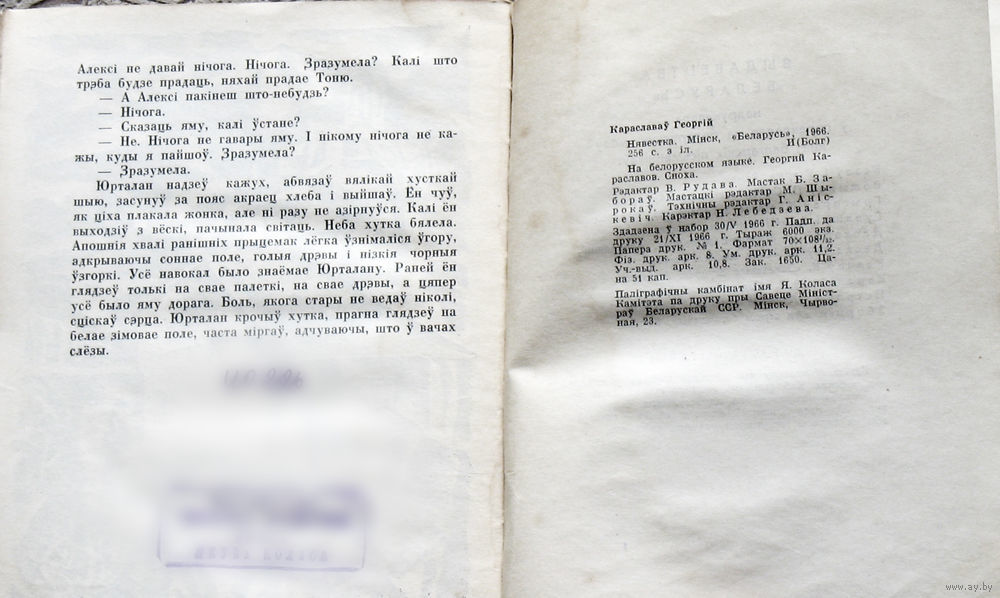 Алексі не давай нічога. Нічога. Зразумела? Калі што
трэба будзе прадаць, няхай прадае Тоню.
— А Алексі пакінеш што-небудзь?
— Нічога.
— Сказаць яму, калі ўстане?
— Не. Нічога не гавары яму. І нікому нічога не ка-
жы, куды я пайшоў. Зразумела?
— Зразумела.
Юрталан надзеў кажух, абвязаў вялікай хусткай
шыю, засунуў за пояс акраец хлеба і выйшаў. Ён чуў,
як ціха плакала жонка, але ні разу не азірнуўся. Калі ён
выходзіў з вёскі, пачынала світаць. Неба хутка бялела.
Апошнія хвалі ранішніх прыцемак лёгка ўзнімаліся ўгору,
адкрываючы соннае поле, голыя дрэвы і нізкія чорныя
ўзгоркі. Усё навокал было знаёмае Юрталану. Раней ён
глядзеў толькі на свае палеткі, на свае дрэвы, а цяпер
усё было яму дорага. Боль, якога стары не ведаў ніколі,
сціскаў сэрца. Юрталан крочыў хутка, прагна глядзеў на
белае зімовае поле, часта міргаў, адчуваючы, што ў вачах
слёзы.
Караславаў Георгій
Нявестка. Мінск, «Беларусь», 1966.
256 с. з іл. И(Болг)
На белорусском языке. Георгий Ка-
раславов. Сноха.
Рэдактар В. Рудава. Мастак Б. За-
бораў. Мастацкі рэдактар М. Шы-
рокаў. Тэхнічны рэдактар Г. Аніс-
кевіч. Карэктар Н. Лебедзева.
Здадзена ў набор 30/V 1966 г. Падп. да
друку 21/XI 1966 г. Тыраж 6000 экз.
Папера друк. № 1. Фармат 70×108¹/₃₂.
Фіз. друк. арк. 8. Ум. друк. арк. 11,2.
Уч.-выд. арк. 10,8. Зак. 1650. Ца-
на 51 кап.
Паліграфічны камбінат імя Я. Коласа
Камітэта па друку пры Савеце Мініст-
раў Беларускай ССР. Мінск, Чырво-
ная, 23.
www.ay.by